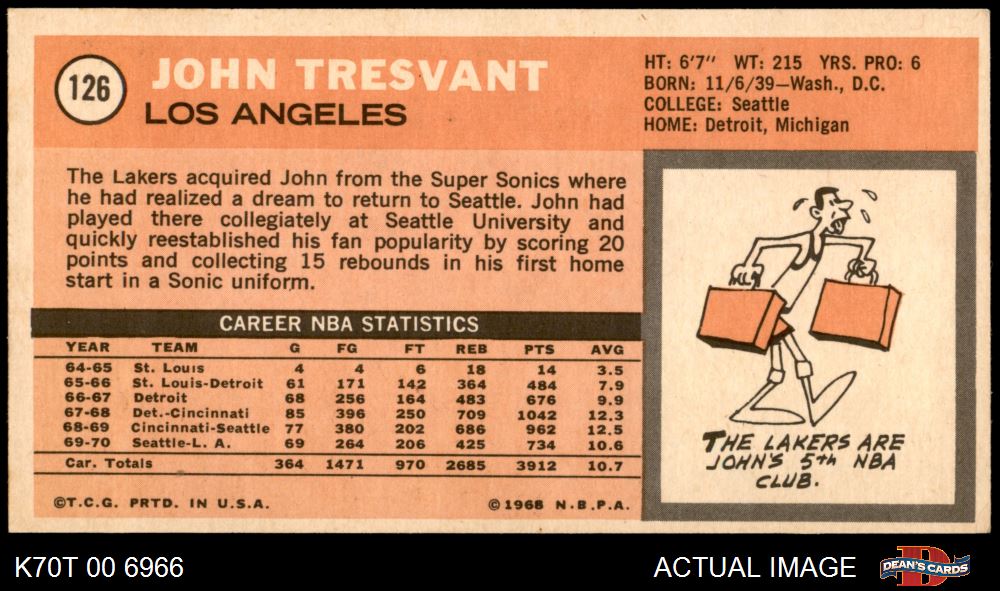 126
JOHN TRESVANT
LOS ANGELES
HT: 6'7" WT: 215 YRS. PRO: 6
BORN: 11/6/39—Wash., D.C.
COLLEGE: Seattle
HOME: Detroit, Michigan
The Lakers acquired John from the Super Sonics where
he had realized a dream to return to Seattle. John had
played there collegiately at Seattle University and
quickly reestablished his fan popularity by scoring 20
points and collecting 15 rebounds in his first home
start in a Sonic uniform.
CAREER NBA STATISTICS
YEAR TEAM G FG FT REB PTS AVG
64-65 St. Louis 4 4 6 18 14 3.5
65-66 St. Louis-Detroit 61 171 142 364 484 7.9
66-67 Detroit 68 256 164 483 676 9.9
67-68 Det.-Cincinnati 85 396 250 709 1042 12.3
68-69 Cincinnati-Seattle 77 380 202 686 962 12.5
69-70 Seattle-L. A. 69 264 206 425 734 10.6
Car. Totals 364 1471 970 2685 3912 10.7
©T.C.G. PRTD. IN U.S.A. ©1968 N.B.P.A.
THE LAKERS ARE
JOHN'S 5th NBA
CLUB.
K70T 00 6966 ACTUAL IMAGE
D
DEAN'S CARDS